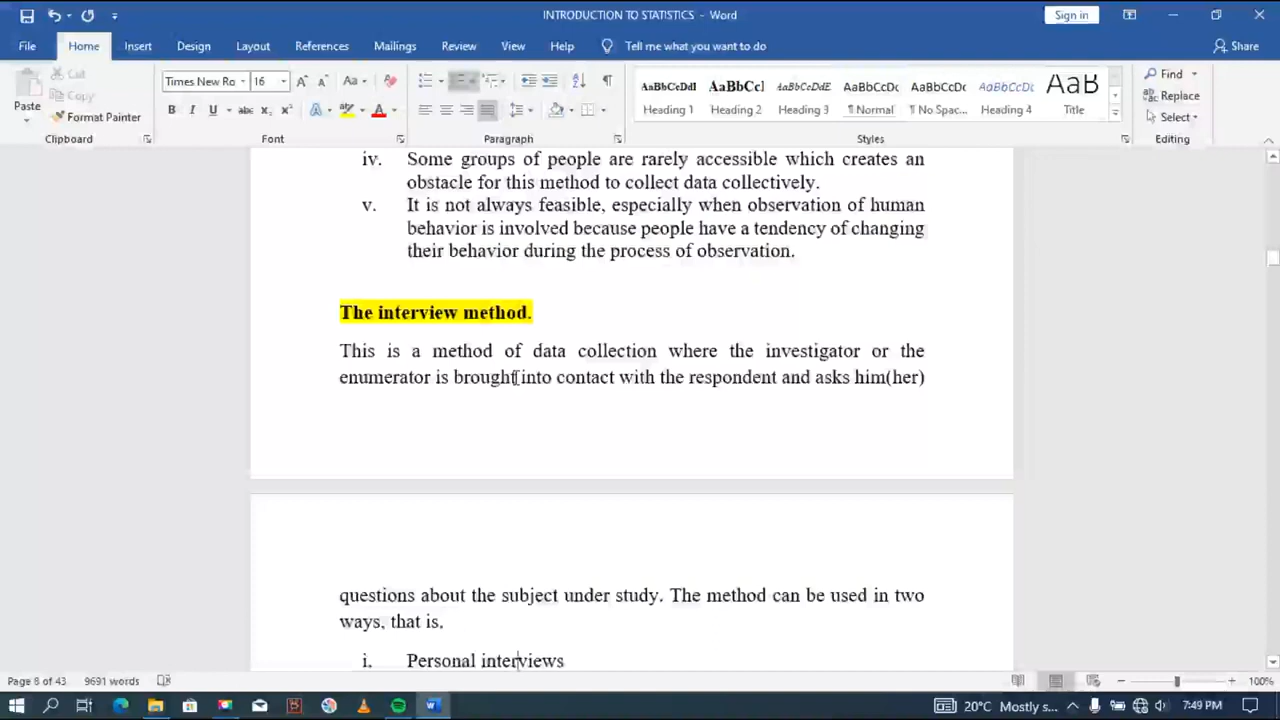 INTRODUCTION TO STATISTICS - Word
Sign in
File Home Insert Design Layout References Mailings Review View Help Tell me what you want to do Share
Cut
Copy
Paste
Format Painter
Times New Ro 16
Aa
B I U abc x₂ x²
AaBbCcDdI AaBbCcI AaBbCcDdE AaBbCcDc AaBbCcDc AaBbCcDc AaB
Heading 1 Heading 2 Heading 3 ¶ Normal ¶ No Spac... Heading 4 Title
Find
Replace
Select
Clipboard Font Paragraph Styles Editing
iv. Some groups of people are rarely accessible which creates an
obstacle for this method to collect data collectively.
v. It is not always feasible, especially when observation of human
behavior is involved because people have a tendency of changing
their behavior during the process of observation.
The interview method.
This is a method of data collection where the investigator or the
enumerator is brought into contact with the respondent and asks him(her)
questions about the subject under study. The method can be used in two
ways, that is,
i. Personal interviews
Page 8 of 43 9691 words 100%
20°C Mostly s... 7:49 PM